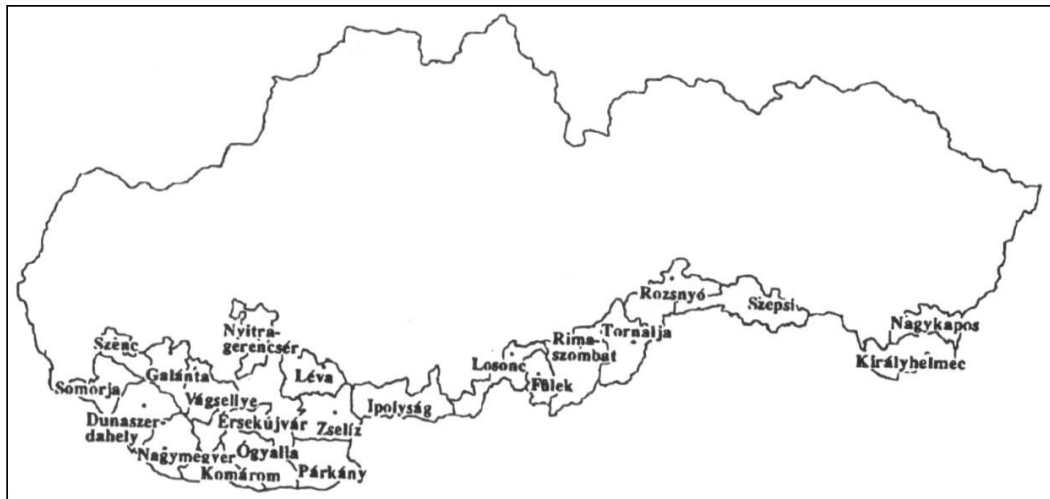 Rozsnyó
Szepsi
Nagykapos
Királyhelmec
Tornalja
Rima-
szombat
Losonc
Fülek
Nyitra-
gerencsér
Szenc
Galánta
Léva
Somorja
Vágsellye
Ipolyság
Dunaszer-
dahely
Érsekújvár
Zselíz
Nagymegyer
Ógyalla
Komárom
Párkány